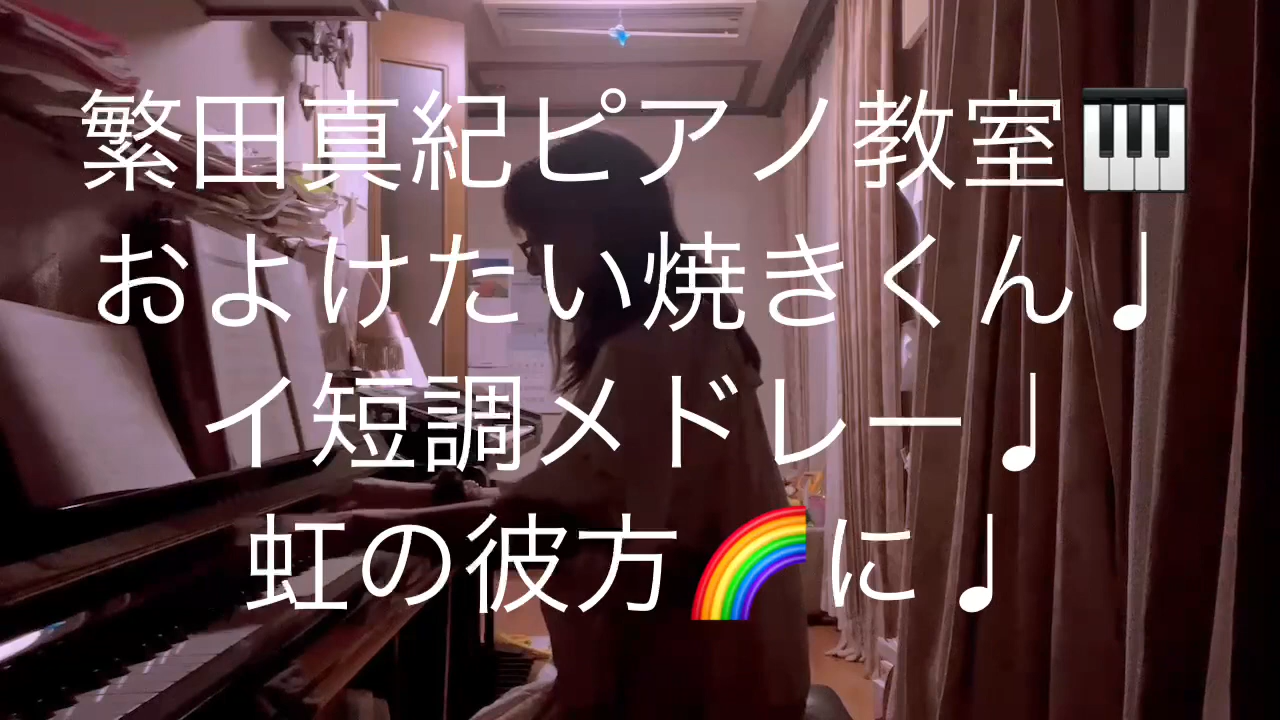 繁田真紀ピアノ教室🎹
およけたい焼きくん♩
イ短調メドレー♩
虹の彼方🌈に♩